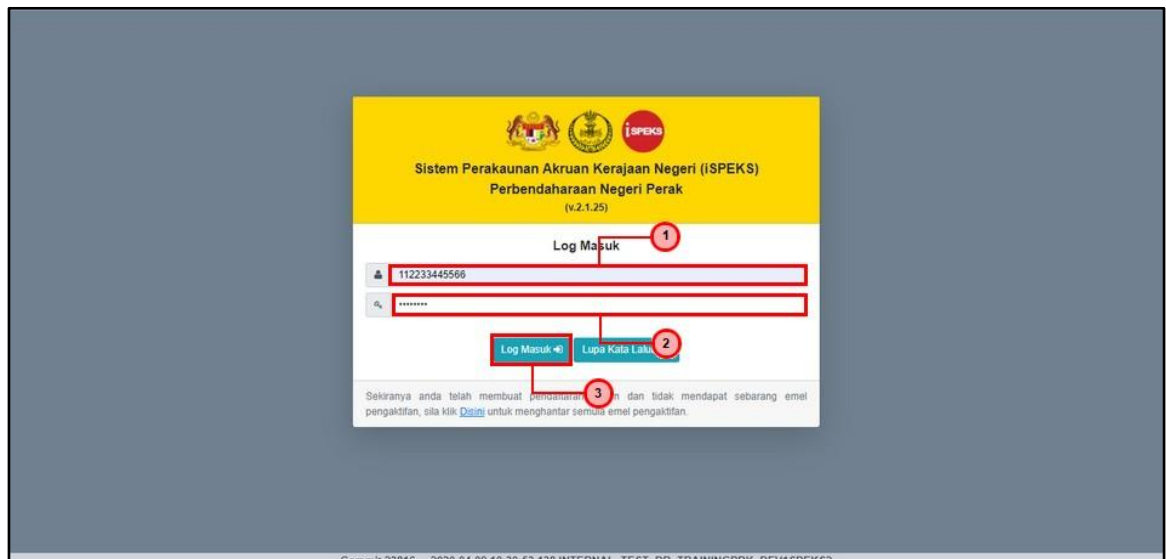 iSPEKS
Sistem Perakaunan Akruan Kerajaan Negeri (iSPEKS)
Perbendaharaan Negeri Perak
(v.2.1.25)
Log Masuk
1
112233445566
••••••••
2
Log Masuk
Lupa Kata
3
Sekiranya anda telah membuat dan tidak mendapat sebarang emel
pengaktifan, sila klik Disini untuk menghantar semula emel pengaktifan.